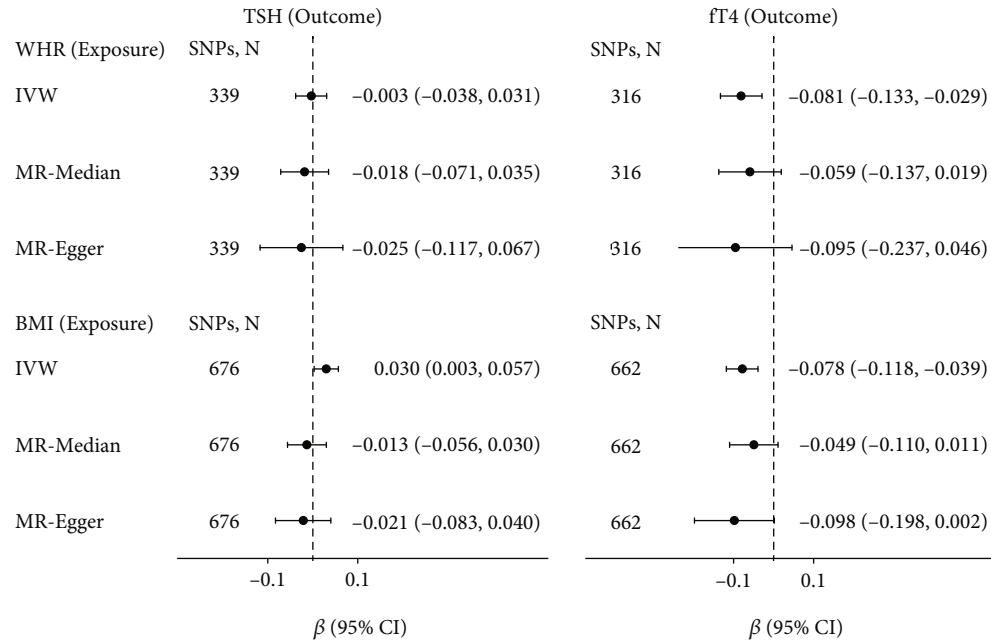 TSH (Outcome) fT4 (Outcome)
WHR (Exposure) SNPs, N SNPs, N
IVW 339 –0.003 (–0.038, 0.031) 316 –0.081 (–0.133, –0.029)
MR-Median 339 –0.018 (–0.071, 0.035) 316 –0.059 (–0.137, 0.019)
MR-Egger 339 –0.025 (–0.117, 0.067) 316 –0.095 (–0.237, 0.046)
BMI (Exposure) SNPs, N SNPs, N
IVW 676 0.030 (0.003, 0.057) 662 –0.078 (–0.118, –0.039)
MR-Median 676 –0.013 (–0.056, 0.030) 662 –0.049 (–0.110, 0.011)
MR-Egger 676 –0.021 (–0.083, 0.040) 662 –0.098 (–0.198, 0.002)
–0.1 0.1 –0.1 0.1
β (95% CI) β (95% CI)